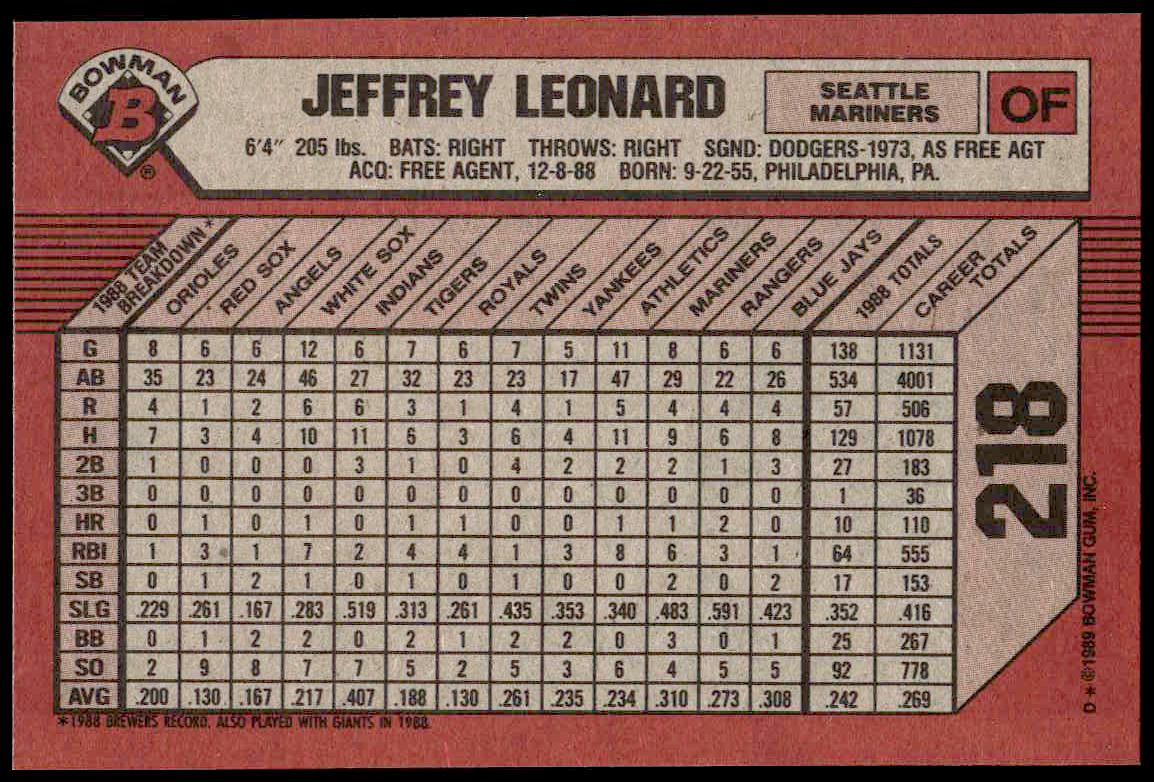 BOWMAN
B
®
JEFFREY LEONARD
SEATTLE
MARINERS
OF
6'4" 205 lbs. BATS: RIGHT THROWS: RIGHT SGND: DODGERS-1973, AS FREE AGT
ACQ: FREE AGENT, 12-8-88 BORN: 9-22-55, PHILADELPHIA, PA.
1988 TEAM BREAKDOWN* ORIOLES RED SOX ANGELS WHITE SOX INDIANS TIGERS ROYALS TWINS YANKEES ATHLETICS MARINERS RANGERS BLUE JAYS 1988 TOTALS CAREER TOTALS
G 8 6 6 12 6 7 6 7 5 11 8 6 6 138 1131
AB 35 23 24 46 27 32 23 23 17 47 29 22 26 534 4001
R 4 1 2 6 6 3 1 4 1 5 4 4 4 57 506
H 7 3 4 10 11 6 3 6 4 11 9 6 8 129 1078
2B 1 0 0 0 3 1 0 4 2 2 2 1 3 27 183
3B 0 0 0 0 0 0 0 0 0 0 0 0 0 1 36
HR 0 1 0 1 0 1 1 0 0 1 1 2 0 10 110
RBI 1 3 1 7 2 4 4 1 3 8 6 3 1 64 555
SB 0 1 2 1 0 1 0 1 0 0 2 0 2 17 153
SLG .229 .261 .167 .283 .519 .313 .261 .435 .353 .340 .483 .591 .423 .352 .416
BB 0 1 2 2 0 2 1 2 2 0 3 0 1 25 267
SO 2 9 8 7 7 5 2 5 3 6 4 5 5 92 778
AVG .200 .130 .167 .217 .407 .188 .130 .261 .235 .234 .310 .273 .308 .242 .269
*1988 BREWERS RECORD. ALSO PLAYED WITH GIANTS IN 1988.
218
D*©1989 BOWMAN GUM, INC.